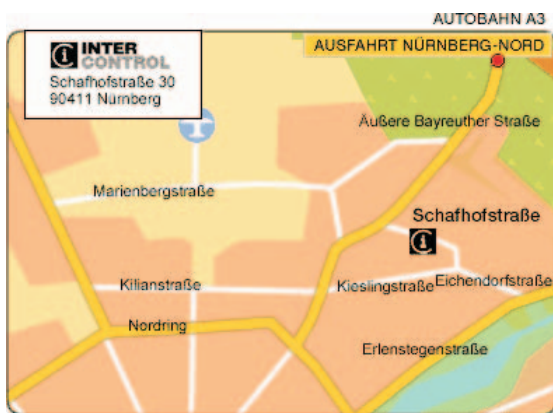 AUTOBAHN A3
AUSFAHRT NÜRNBERG-NORD
INTER
CONTROL
Schafhofstraße 30
90411 Nürnberg
Äußere Bayreuther Straße
Marienbergstraße
Schafhofstraße
Kilianstraße
Kieslingstraße
Eichendorfstraße
Nordring
Erlenstegenstraße